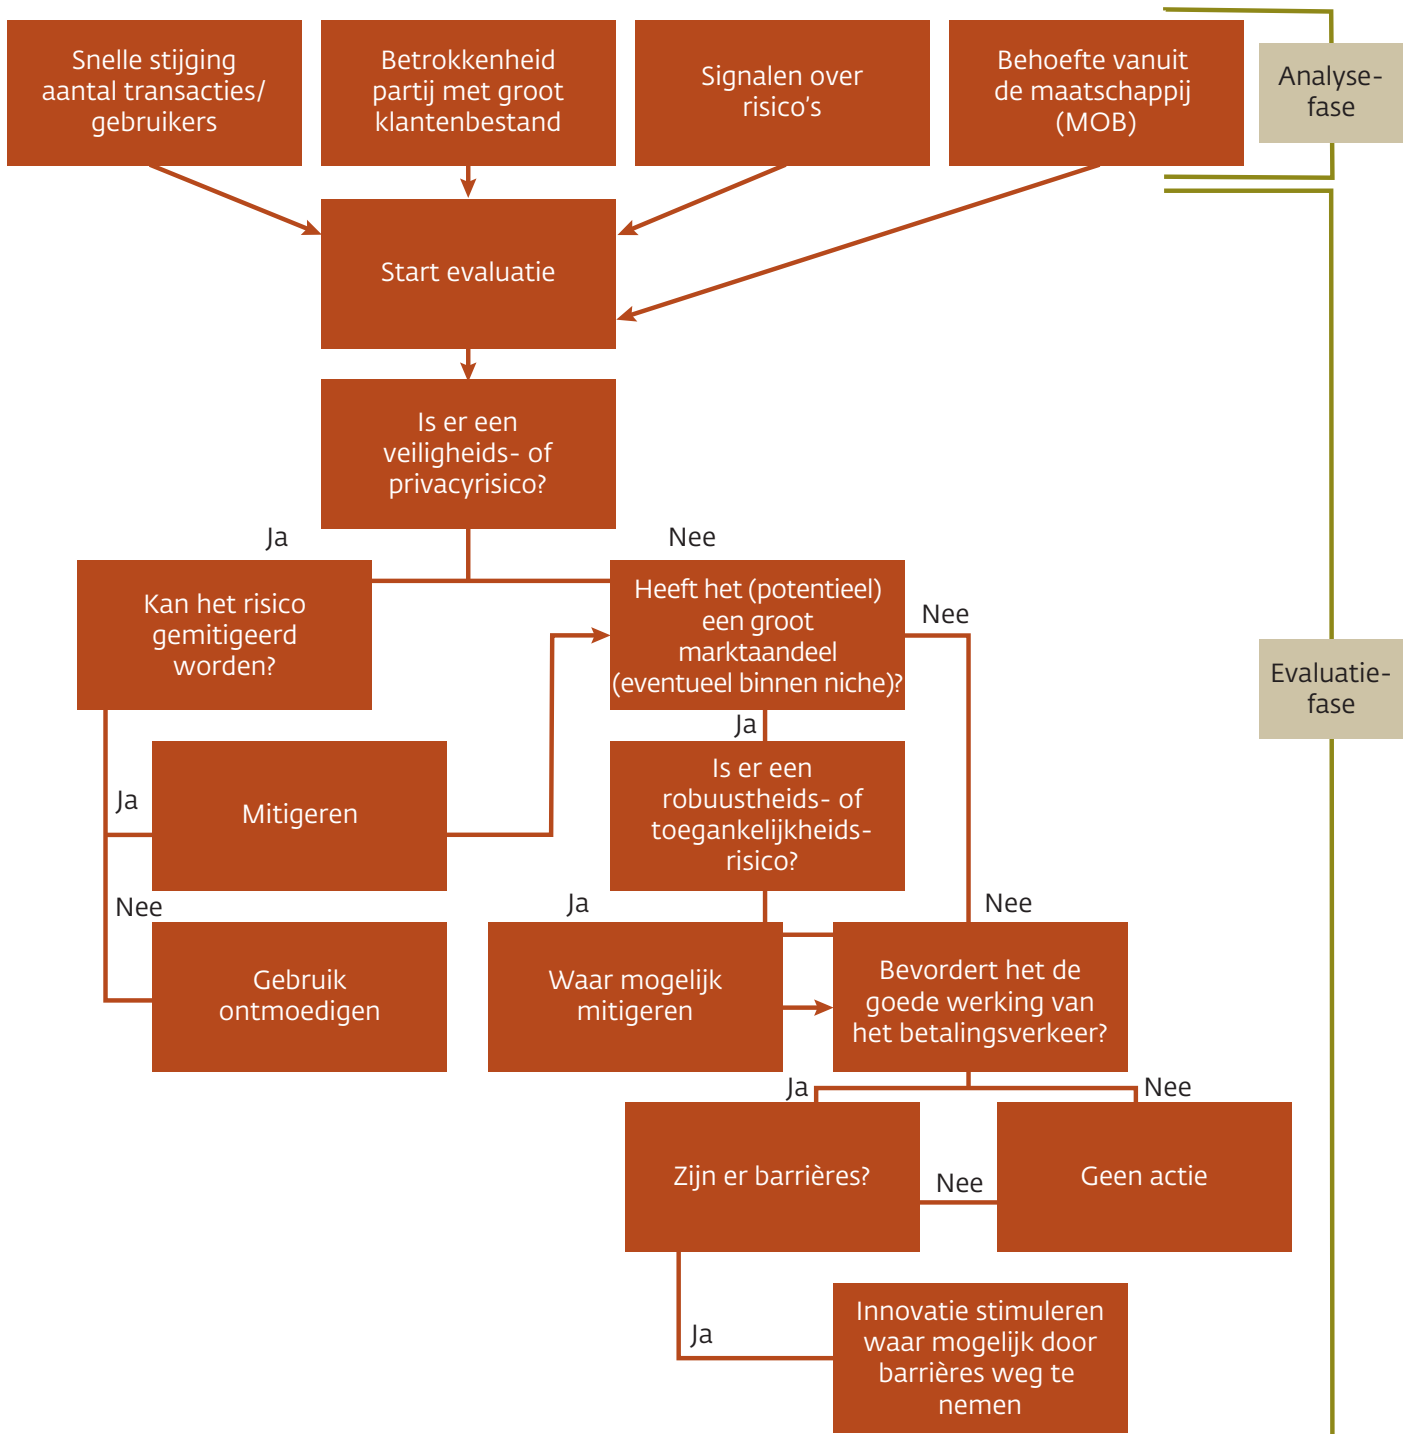 Snelle stijging
aantal transacties/
gebruikers
Betrokkenheid
partij met groot
klantenbestand
Signalen over
risico's
Behoefte vanuit
de maatschappij
(MOB)
Analyse-
fase
Start evaluatie
Is er een
veiligheids- of
privacyrisico?
Ja
Nee
Kan het risico
gemitigeerd
worden?
Heeft het (potentieel)
een groot
marktaandeel
(eventueel binnen niche)?
Nee
Evaluatie-
fase
Ja
Ja
Mitigeren
Is er een
robuustheids- of
toegankelijkheids-
risico?
Nee
Ja
Nee
Gebruik
ontmoedigen
Waar mogelijk
mitigeren
Bevordert het de
goede werking van
het betalingsverkeer?
Ja
Nee
Zijn er barrières?
Nee
Geen actie
Ja
Innovatie stimuleren
waar mogelijk door
barrières weg te
nemen